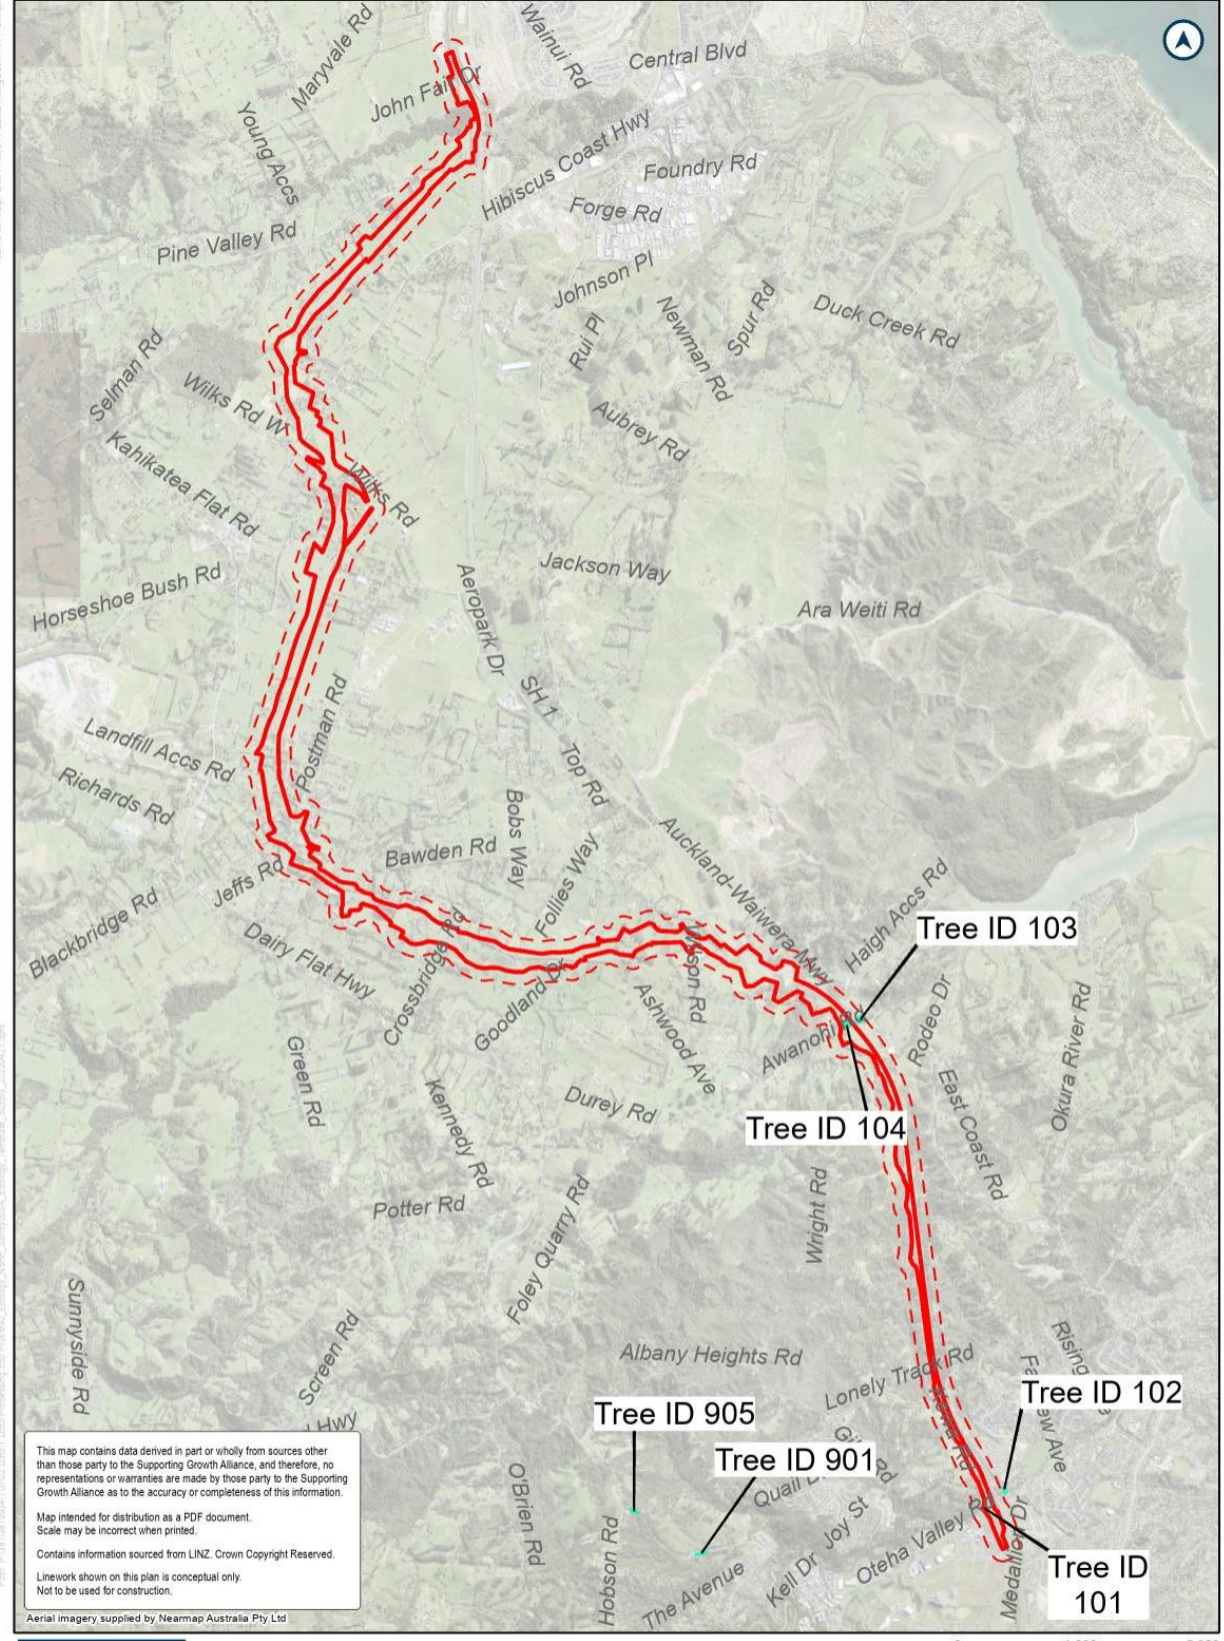 Maryvale Rd
Wainui Rd
Central Blvd
John Fair Dr
Young Accs
Hibiscus Coast Hwy
Foundry Rd
Forge Rd
Pine Valley Rd
Johnson Pl
Newman Rd
Spur Rd
Duck Creek Rd
Rui Pl
Selman Rd
Wilks Rd W
Aubrey Rd
Kahikatea Flat Rd
Wilks Rd
Jackson Way
Horseshoe Bush Rd
Aeropark Dr
Ara Weiti Rd
SH 1
Postman Rd
Landfill Accs Rd
Top Rd
Richards Rd
Bobs Way
Bawden Rd
Follies Way
Auckland-Waiwera Mwy
Jeffs Rd
Haigh Accs Rd
Blackbridge Rd
Tree ID 103
Dairy Flat Hwy
Crossbridge Rd
Goodland Dr
Wilson Rd
Ashwood Ave
Awanohi Rd
Rodeo Dr
Okura River Rd
Green Rd
Kennedy Rd
Durey Rd
East Coast Rd
Tree ID 104
Potter Rd
Foley Quarry Rd
Wright Rd
Sunnyside Rd
Screen Rd
Albany Heights Rd
Lonely Track Rd
Rising
Tree ID 102
Tree ID 905
Hwy
Tree ID 901
Quail D
Rd
ew Ave
O'Brien Rd
Hobson Rd
The Avenue
Kell Dr
Joy St
Oteha Valley Rd
Medallion Dr
Tree ID
101
This map contains data derived in part or wholly from sources other
than those party to the Supporting Growth Alliance, and therefore, no
representations or warranties are made by those party to the Supporting
Growth Alliance as to the accuracy or completeness of this information.
Map intended for distribution as a PDF document.
Scale may be incorrect when printed.
Contains information sourced from LINZ. Crown Copyright Reserved.
Linework shown on this plan is conceptual only.
Not to be used for construction.
Aerial imagery supplied by Nearmap Australia Pty Ltd